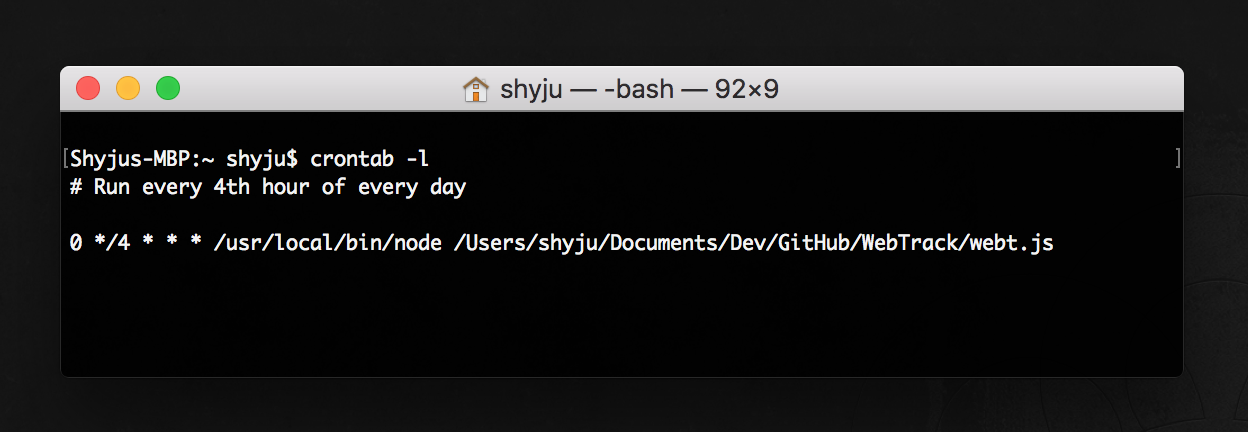 shyju — -bash — 92×9
[Shyjus-MBP:~ shyju$ crontab -l ]
# Run every 4th hour of every day
0 */4 * * * /usr/local/bin/node /Users/shyju/Documents/Dev/GitHub/WebTrack/webt.js